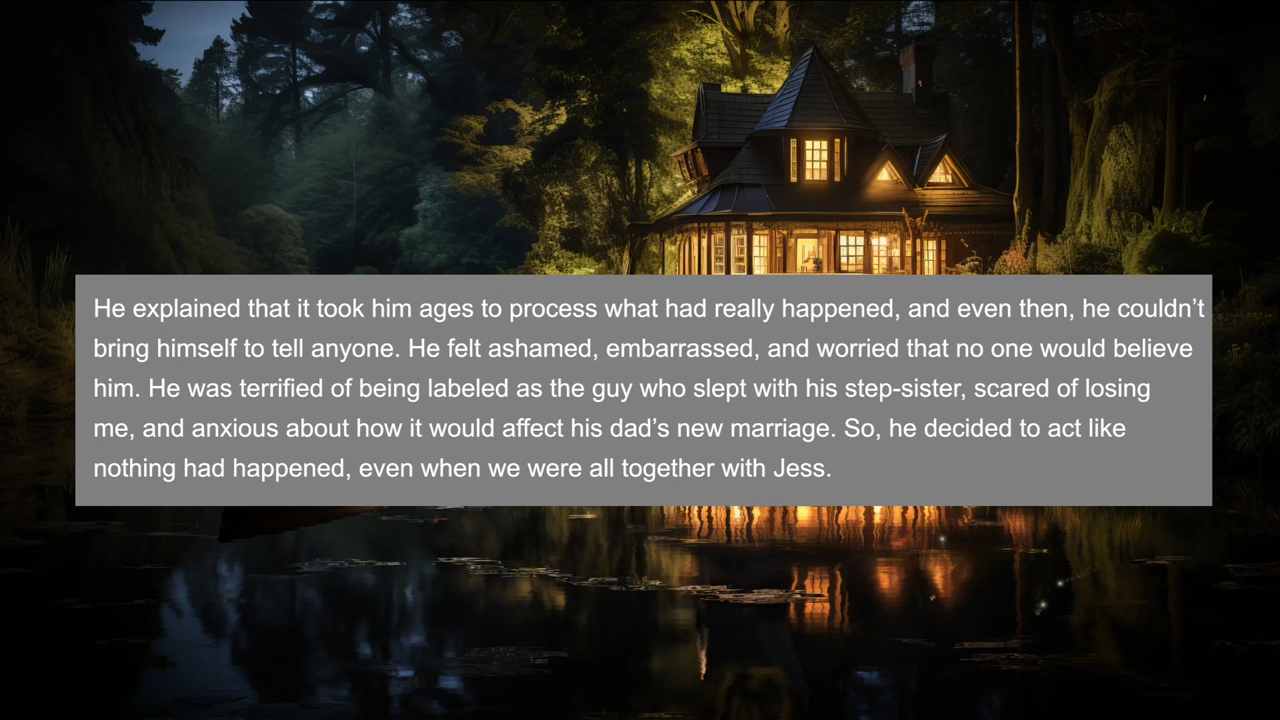 He explained that it took him ages to process what had really happened, and even then, he couldn’t
bring himself to tell anyone. He felt ashamed, embarrassed, and worried that no one would believe
him. He was terrified of being labeled as the guy who slept with his step-sister, scared of losing
me, and anxious about how it would affect his dad’s new marriage. So, he decided to act like
nothing had happened, even when we were all together with Jess.